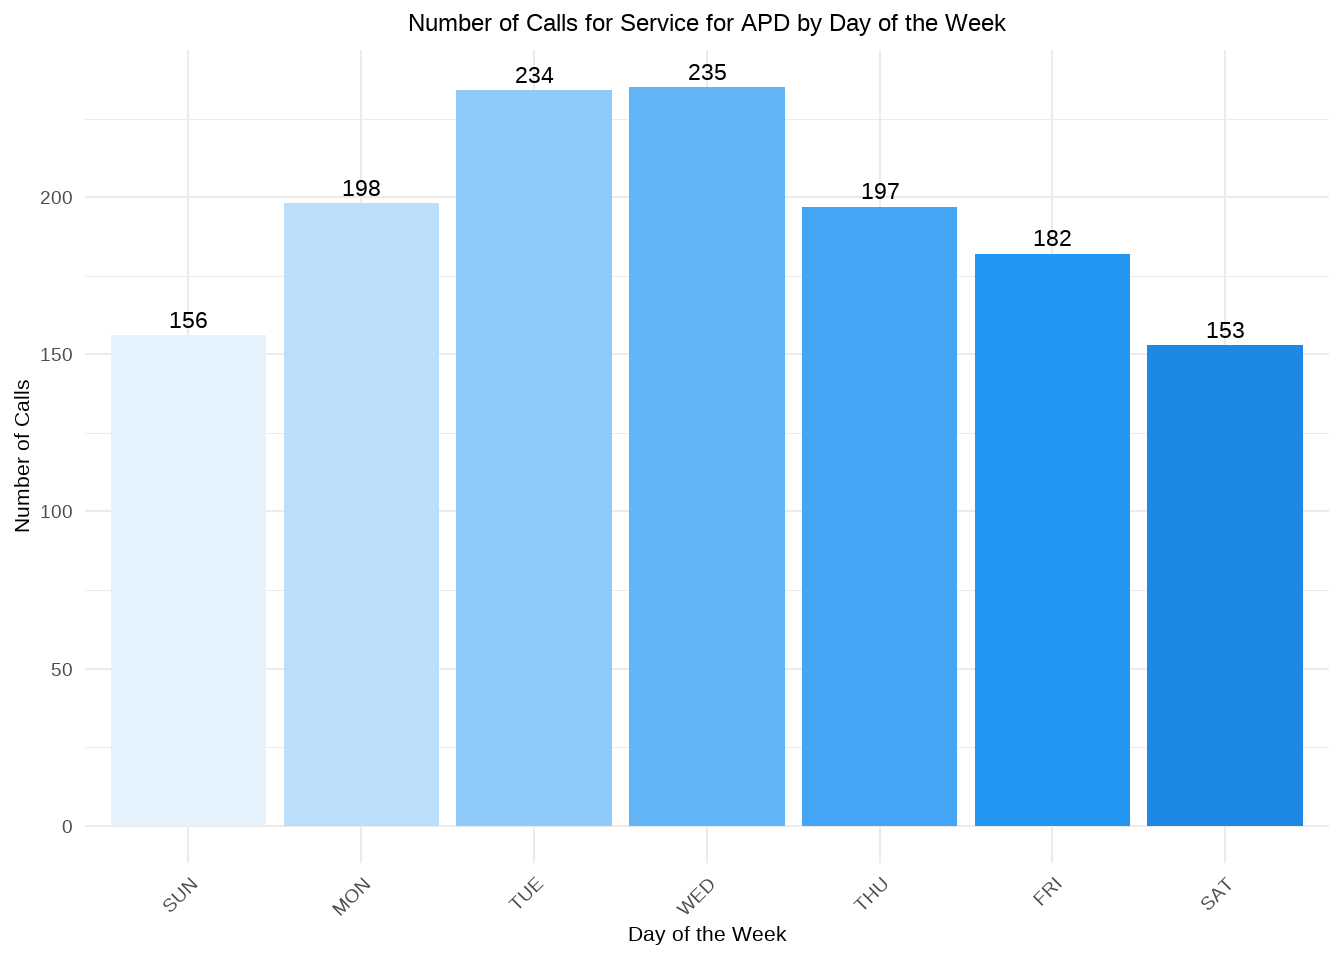 Number of Calls for Service for APD by Day of the Week
234
235
198
197
182
156
153
200
150
100
50
0
Number of Calls
SUN
MON
TUE
WED
THU
FRI
SAT
Day of the Week